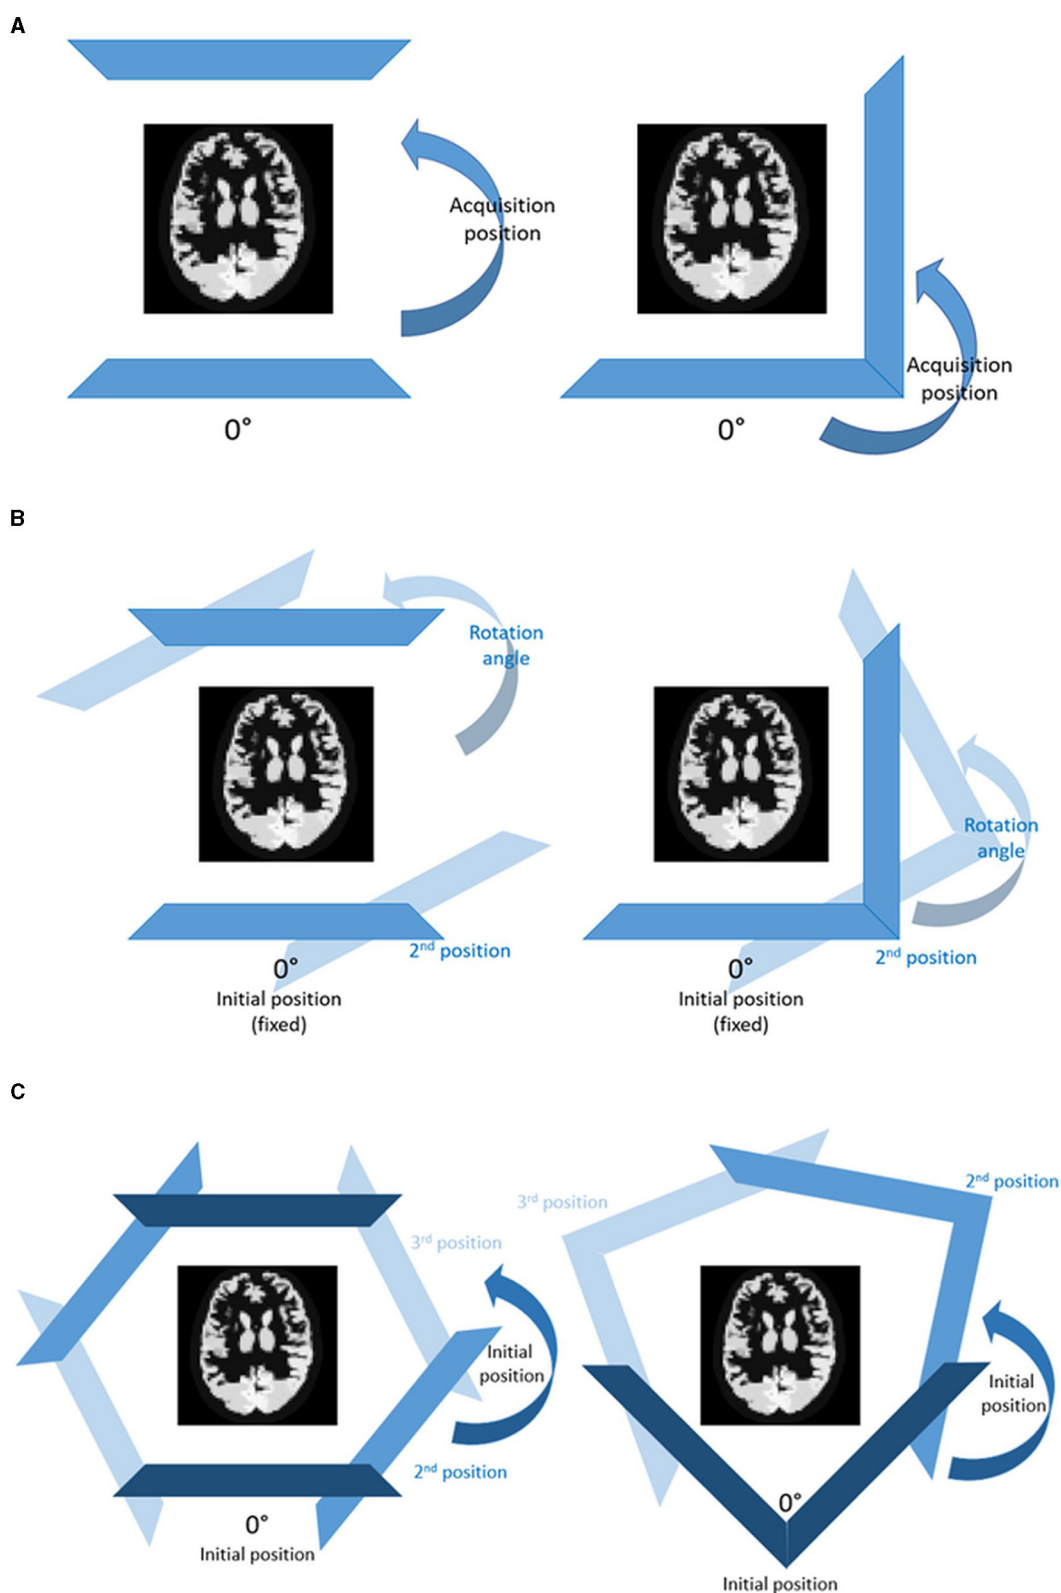 A
Acquisition
position
0°
Acquisition
position
0°
B
Rotation
angle
2nd position
0°
Initial position
(fixed)
Rotation
angle
2nd position
0°
Initial position
(fixed)
C
3rd position
Initial
position
2nd position
0°
Initial position
2nd position
3rd position
Initial
position
0°
Initial position